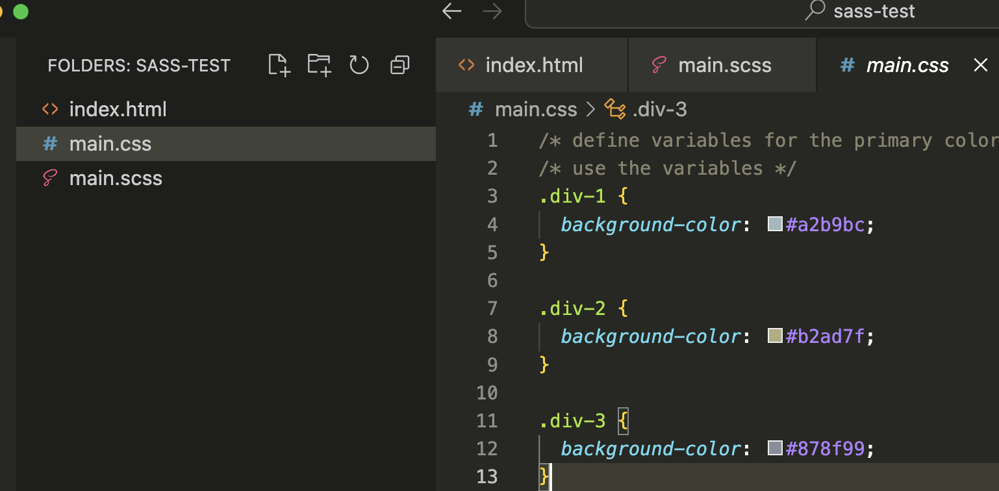 sass-test
FOLDERS: SASS-TEST
index.html
main.css
main.scss
index.html
main.scss
# main.css
# main.css > .div-3
1 /* define variables for the primary color
2 /* use the variables */
3 .div-1 {
4 background-color: #a2b9bc;
5 }
6
7 .div-2 {
8 background-color: #b2ad7f;
9 }
10
11 .div-3 {
12 background-color: #878f99;
13 }